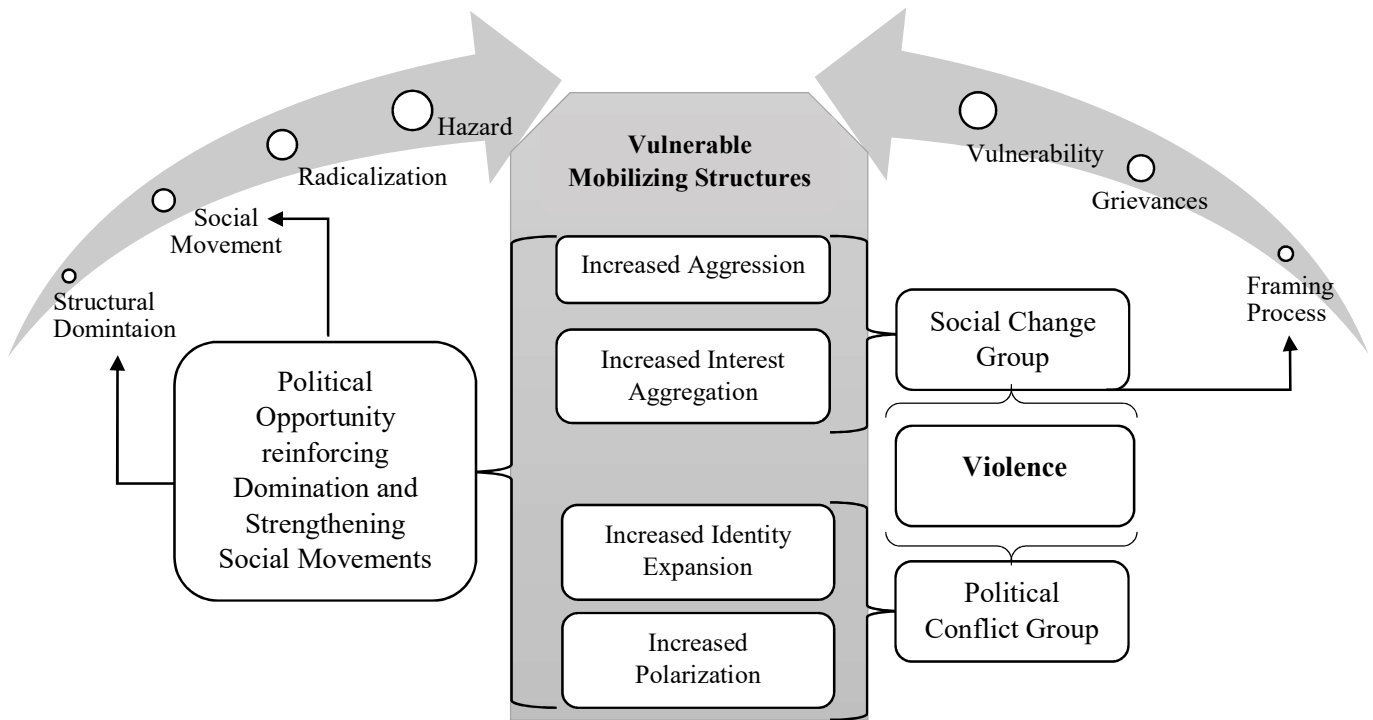 Hazard
Radicalization
Social
Movement
Structural
Domintaion
Political
Opportunity
reinforcing
Domination and
Strengthening
Social Movements
Vulnerable
Mobilizing Structures
Increased Aggression
Increased Interest
Aggregation
Increased Identity
Expansion
Increased
Polarization
Social Change
Group
Violence
Political
Conflict Group
Vulnerability
Grievances
Framing
Process